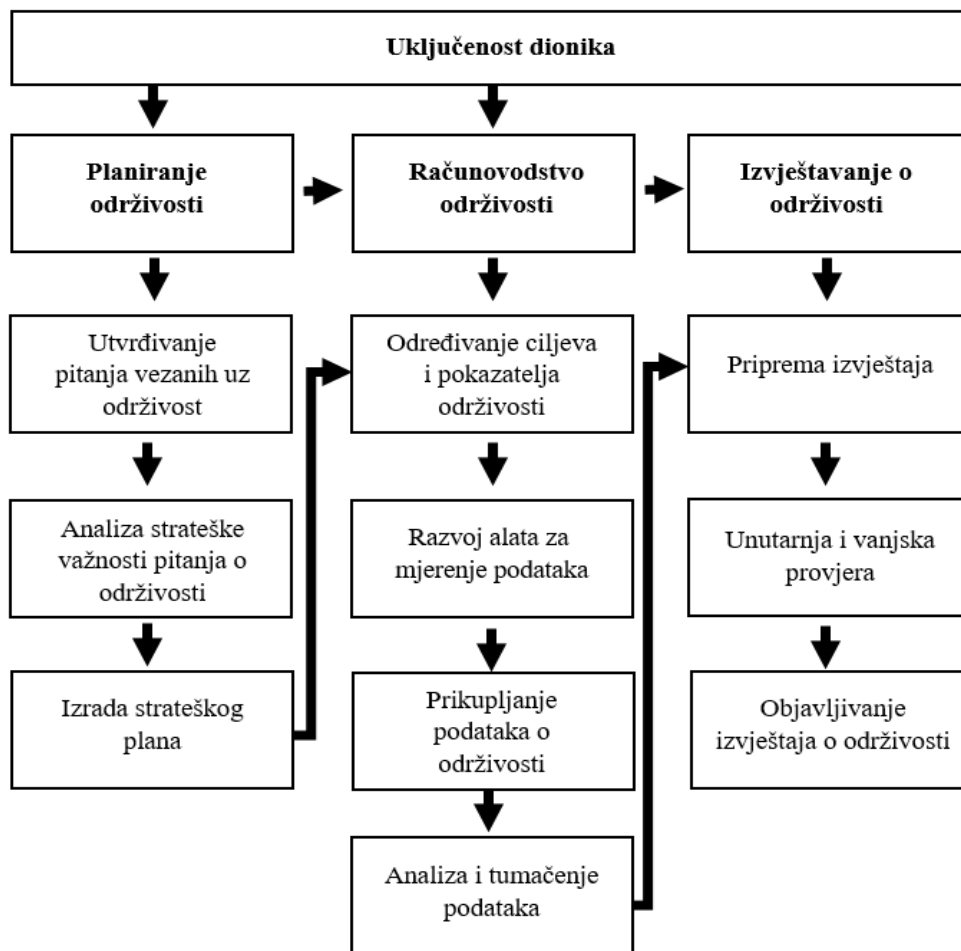 Uključenost dionika
Planiranje
održivosti
Računovodstvo
održivosti
Izvještavanje o
održivosti
Utvrđivanje
pitanja vezanih uz
održivost
Određivanje ciljeva
i pokazatelja
održivosti
Priprema izvještaja
Analiza strateške
važnosti pitanja o
održivosti
Razvoj alata za
mjerenje podataka
Unutarnja i vanjska
provjera
Izrada strateškog
plana
Prikupljanje
podataka o
održivosti
Objavljivanje
izvještaja o održivosti
Analiza i tumačenje
podataka